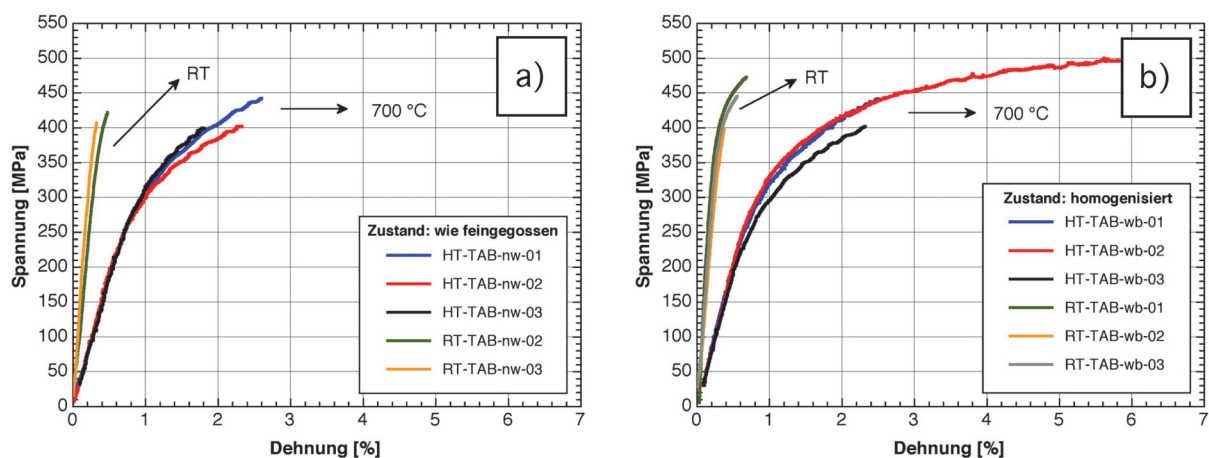 a)
Spannung [MPa]
550
500
450
400
350
300
250
200
150
100
50
0
RT
700 °C
Zustand: wie feingegossen
HT-TAB-nw-01
HT-TAB-nw-02
HT-TAB-nw-03
RT-TAB-nw-02
RT-TAB-nw-03
0 1 2 3 4 5 6 7
Dehnung [%]
b)
Spannung [MPa]
550
500
450
400
350
300
250
200
150
100
50
0
RT
700 °C
Zustand: homogenisiert
HT-TAB-wb-01
HT-TAB-wb-02
HT-TAB-wb-03
RT-TAB-wb-01
RT-TAB-wb-02
RT-TAB-wb-03
0 1 2 3 4 5 6 7
Dehnung [%]